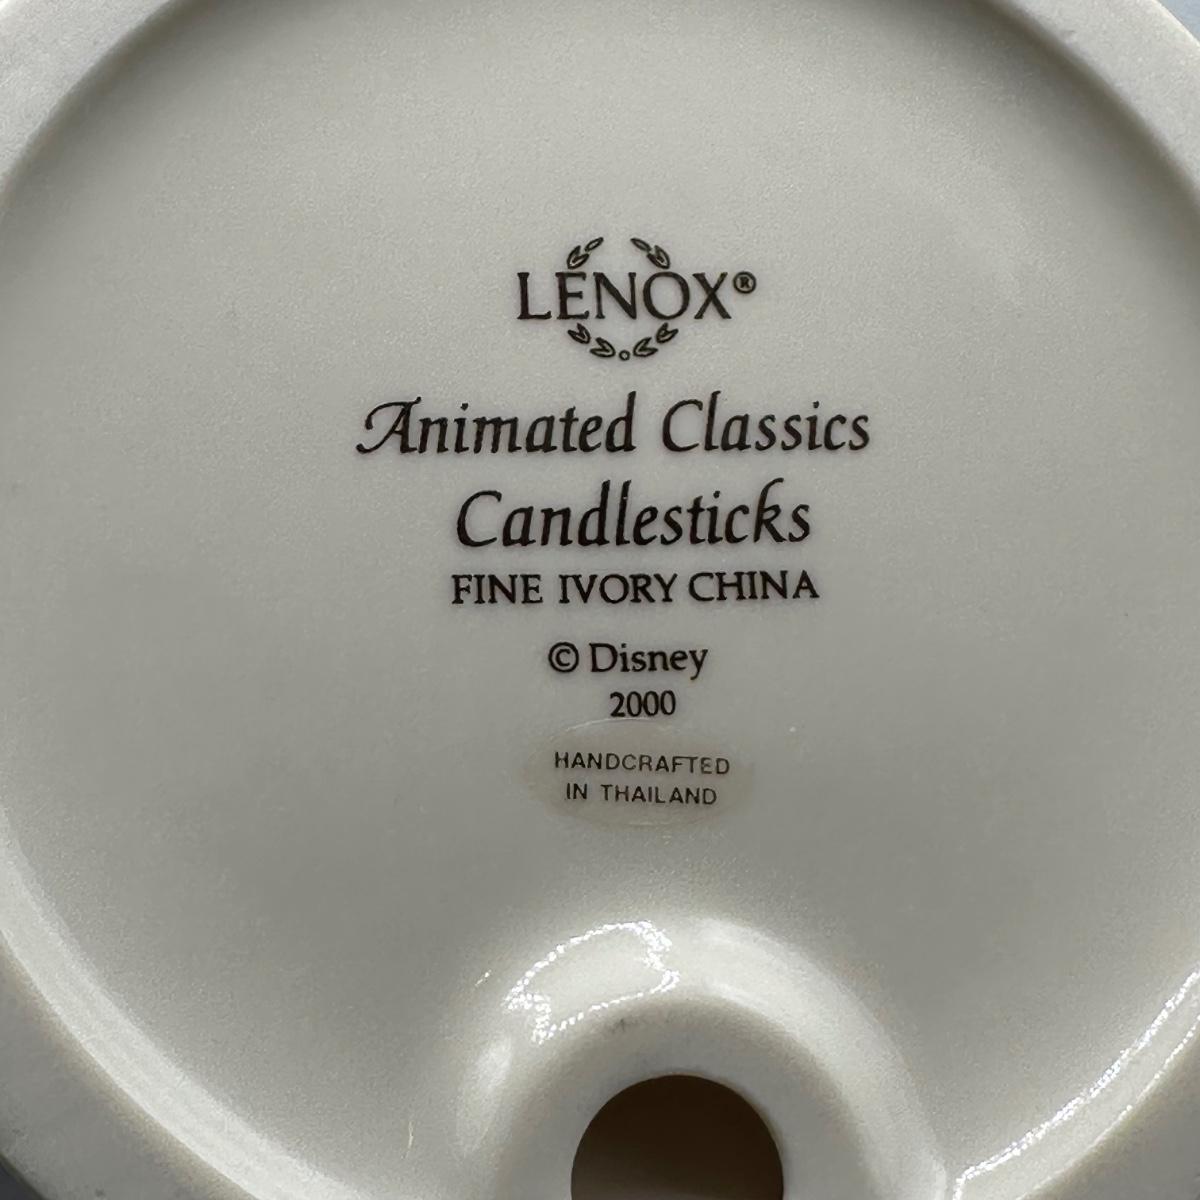 LENOX®
Animated Classics
Candlesticks
FINE IVORY CHINA
© Disney
2000
HANDCRAFTED
IN THAILAND